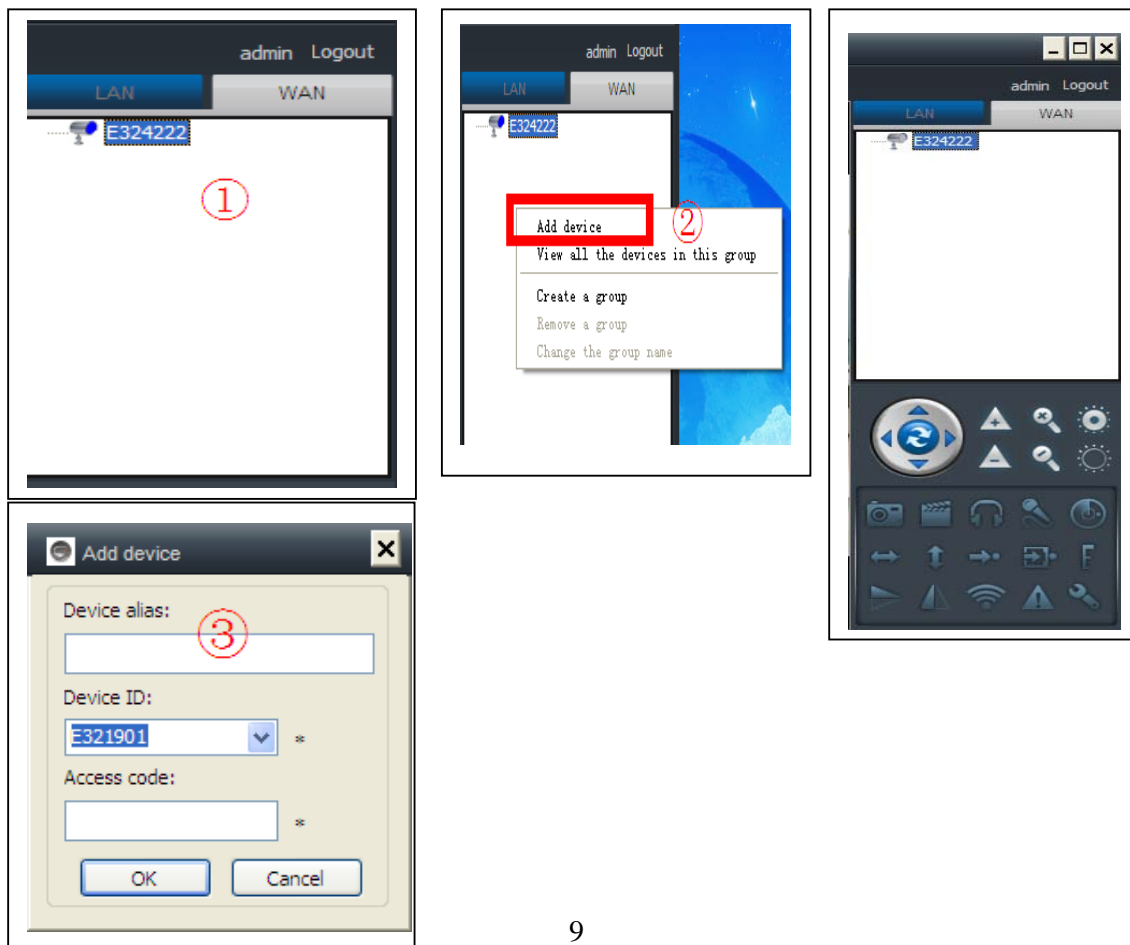 admin Logout
LAN WAN
E324222
①
admin Logout
LAN WAN
E324222
Add device
②
View all the devices in this group
Create a group
Remove a group
Change the group name
admin Logout
LAN WAN
E324222
F
Add device
Device alias:
③
Device ID:
E321901 *
Access code:
*
OK Cancel
9